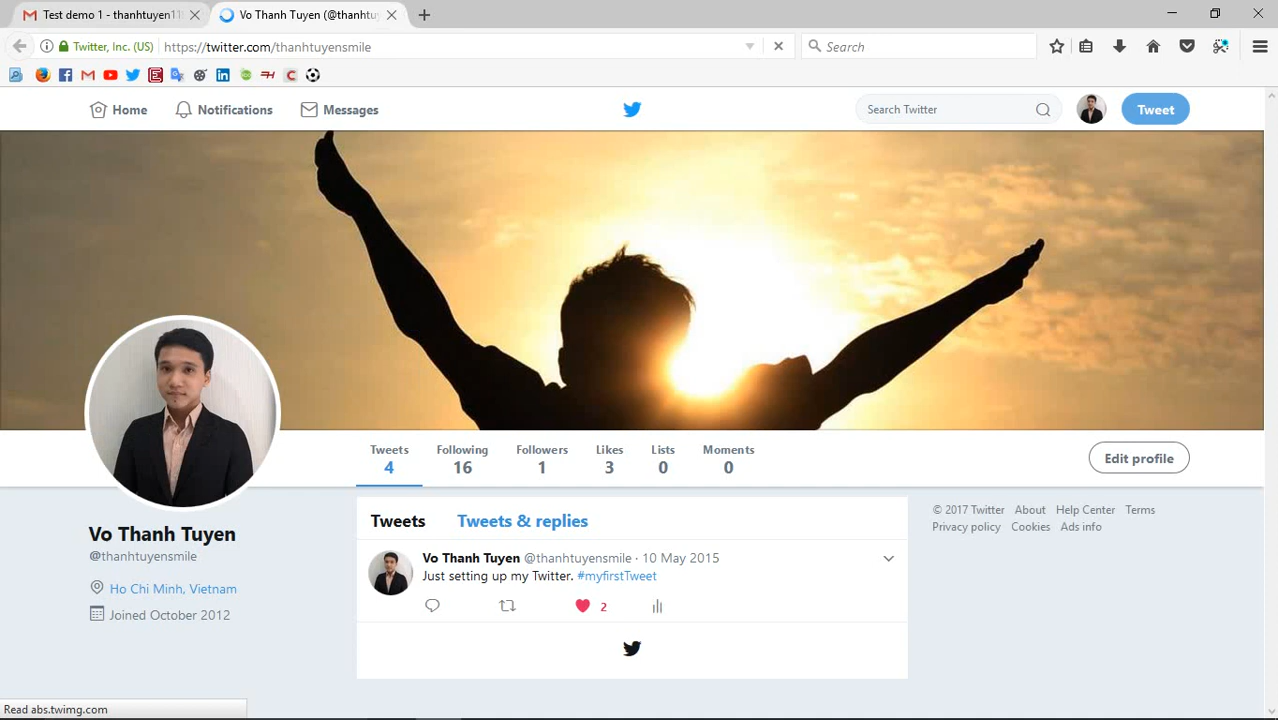 Test demo 1 - thanhtuyen11
Vo Thanh Tuyen (@thanhtuy
Twitter, Inc. (US)
https://twitter.com/thanhtuyensmile
Search
Home
Notifications
Messages
Search Twitter
Tweet
Tweets
4
Following
16
Followers
1
Likes
3
Lists
0
Moments
0
Edit profile
Vo Thanh Tuyen
@thanhtuyensmile
Ho Chi Minh, Vietnam
Joined October 2012
Tweets Tweets & replies
Vo Thanh Tuyen @thanhtuyensmile · 10 May 2015
Just setting up my Twitter. #myfirstTweet
2
© 2017 Twitter About Help Center Terms
Privacy policy Cookies Ads info
Read abs.twimg.com